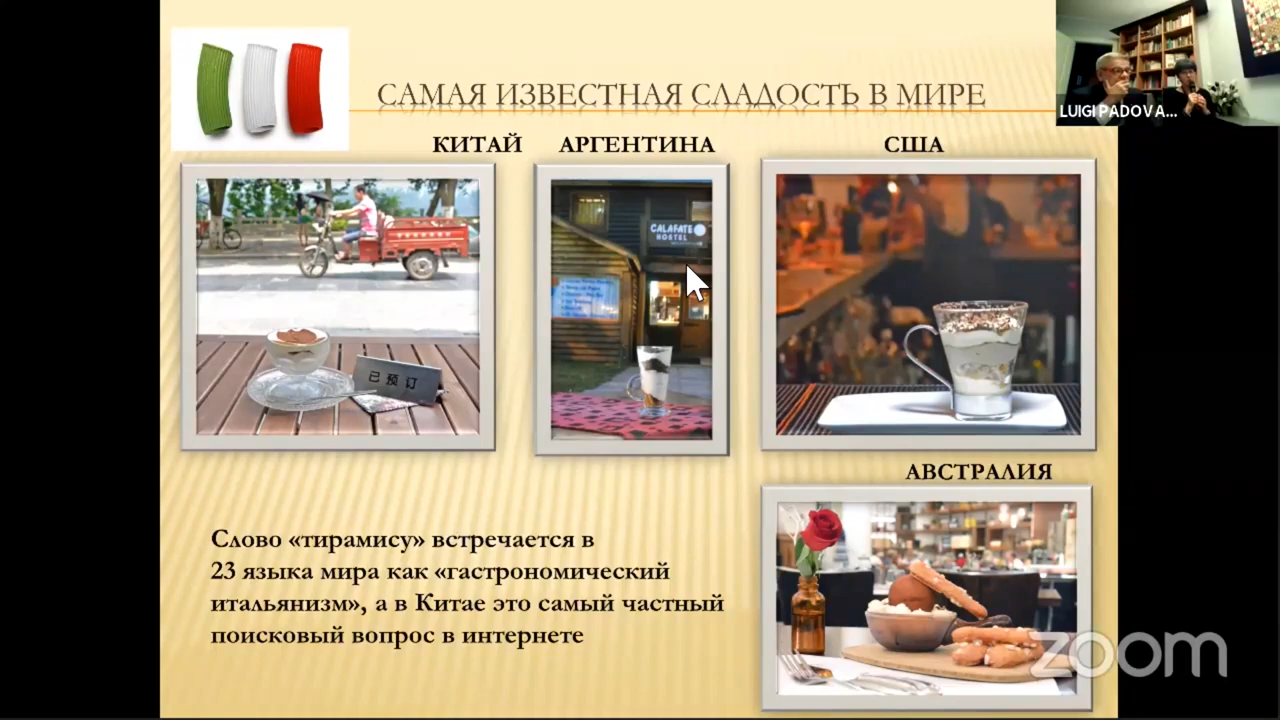 САМАЯ ИЗВЕСТНАЯ СЛАДОСТЬ В МИРЕ
LUIGI PADOVA...
КИТАЙ
АРГЕНТИНА
США
CALAFATE
HOSTEL
已预订
АВСТРАЛИЯ
Слово «тирамису» встречается в
23 языка мира как «гастрономический
итальянизм», а в Китае это самый частный
поисковый вопрос в интернете
zoom